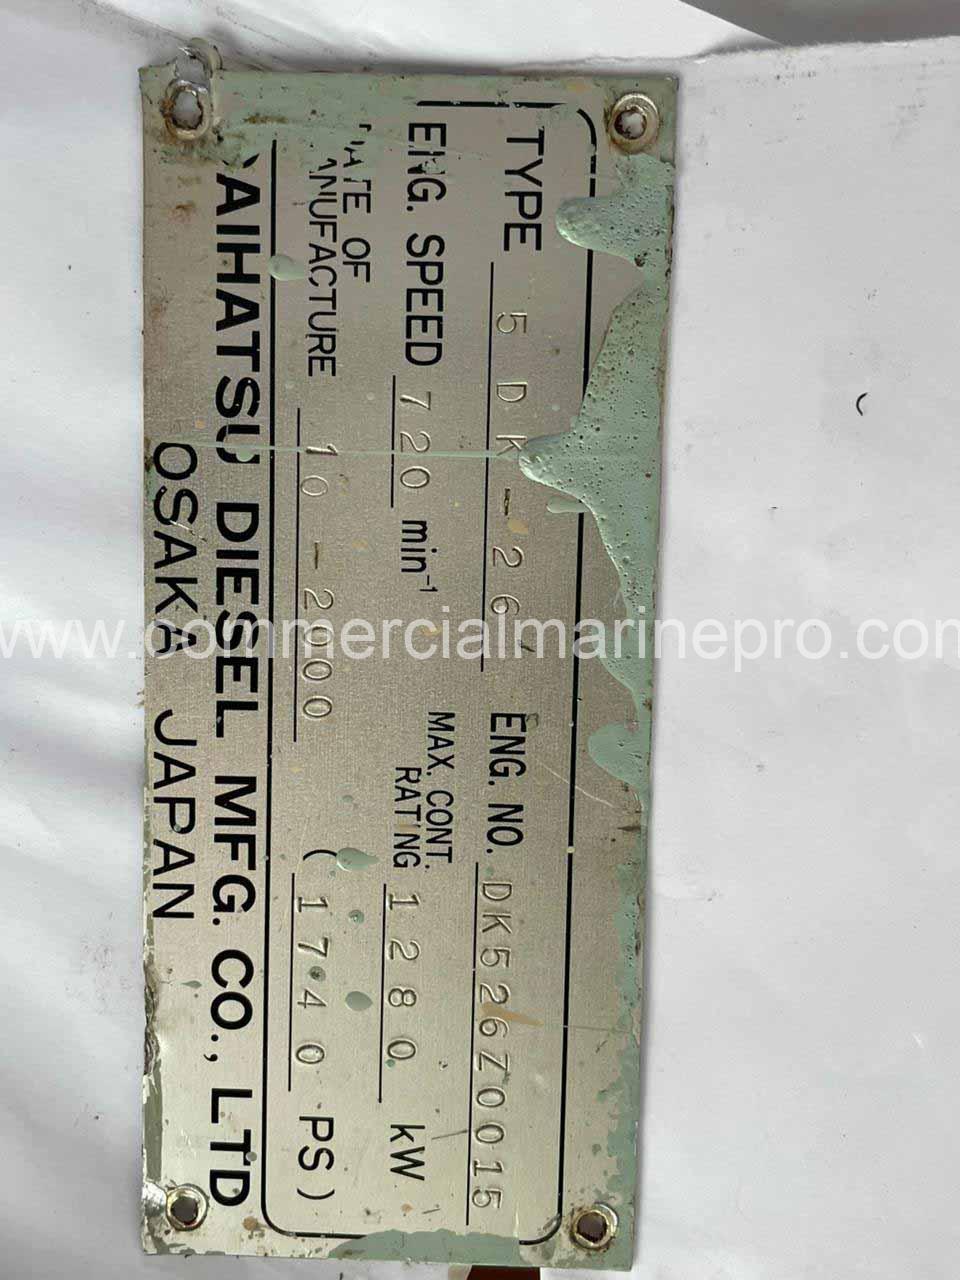 TYPE 5DK-26 ENG. NO. DK526Z0015
ENG. SPEED 720 min-1 MAX. CONT. RATING 1280 kW
DATE OF MANUFACTURE 10-2000 (1740 PS)
DAIHATSU DIESEL MFG. CO., LTD
OSAKA JAPAN
www.commercialmarinepro.com